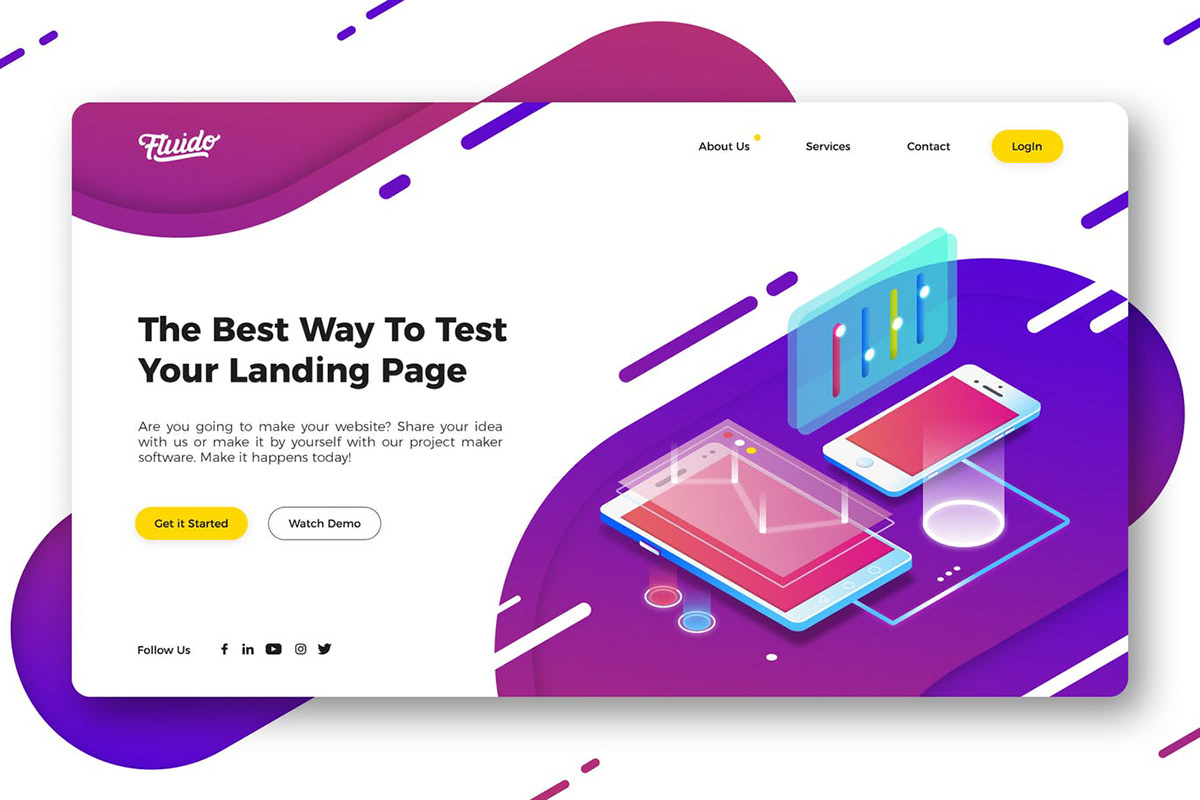 Fluido
About Us
Services
Contact
LogIn
The Best Way To Test
Your Landing Page
Are you going to make your website? Share your idea
with us or make it by yourself with our project maker
software. Make it happens today!
Get it Started
Watch Demo
Follow Us